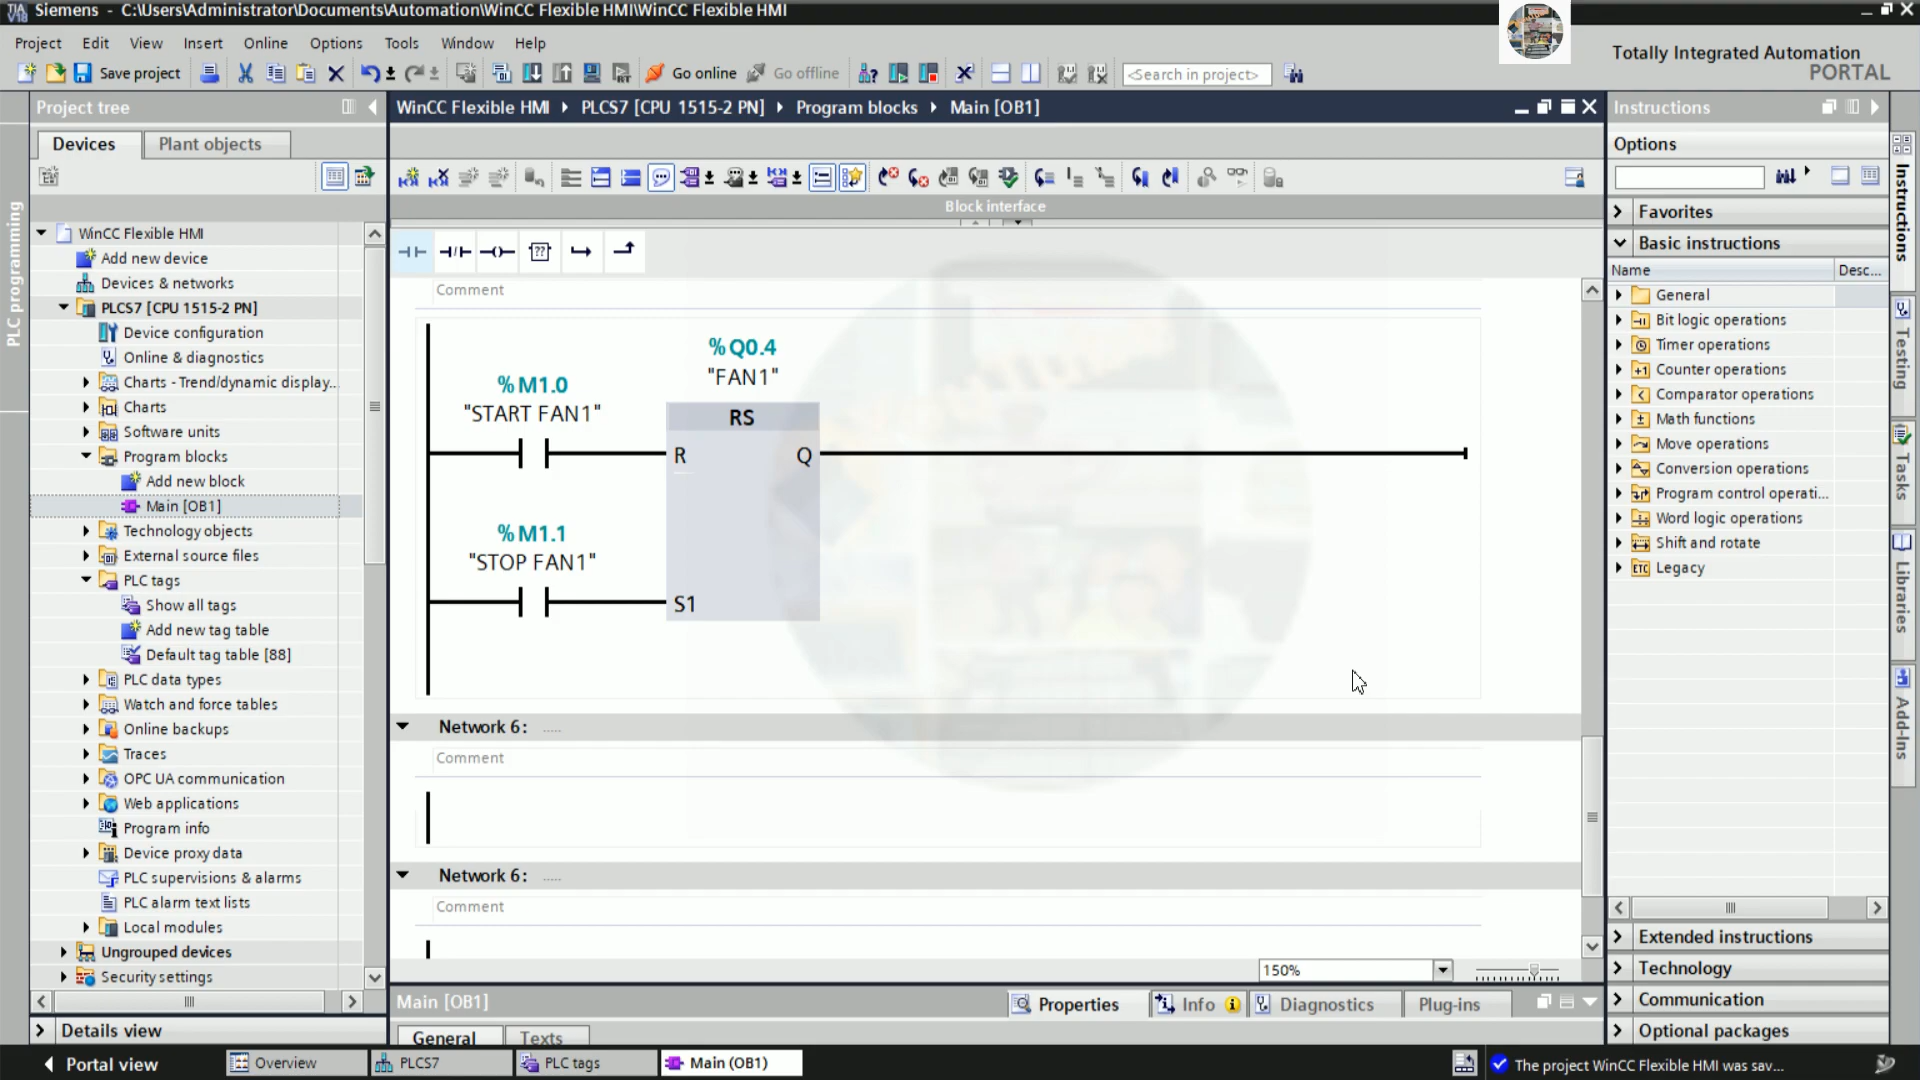 Siemens - C:\Users\Administrator\Documents\Automation\WinCC Flexible HMI\WinCC Flexible HMI
Project Edit View Insert Online Options Tools Window Help
Totally Integrated Automation
PORTAL
Save project Go online Go offline <Search in project>
Project tree
WinCC Flexible HMI PLCS7 [CPU 1515-2 PN] Program blocks Main [OB1]
Instructions
Devices Plant objects
Options
PLC programming
Block interface
Favorites
WinCC Flexible HMI
Add new device
Devices & networks
PLCS7 [CPU 1515-2 PN]
Device configuration
Online & diagnostics
Charts - Trend/dynamic display...
Charts
Software units
Program blocks
Add new block
Main [OB1]
Technology objects
External source files
PLC tags
Show all tags
Add new tag table
Default tag table [88]
PLC data types
Watch and force tables
Online backups
Traces
OPC UA communication
Web applications
Program info
Device proxy data
PLC supervisions & alarms
PLC alarm text lists
Local modules
Ungrouped devices
Security settings
Details view
??
Comment
%Q0.4
"FAN1"
%M1.0
"START FAN1"
RS
R Q
%M1.1
"STOP FAN1"
S1
Network 6: .....
Comment
Network 6: .....
Comment
150%
Main [OB1]
Properties Info Diagnostics Plug-ins
General Texts
Basic instructions
Name Desc...
General
Bit logic operations
Timer operations
Counter operations
Comparator operations
Math functions
Move operations
Conversion operations
Program control operati...
Word logic operations
Shift and rotate
Legacy
Extended instructions
Technology
Communication
Optional packages
Instructions
Testing
Tasks
Libraries
Add-Ins
Portal view Overview PLCS7 PLC tags Main (OB1) The project WinCC Flexible HMI was sav...